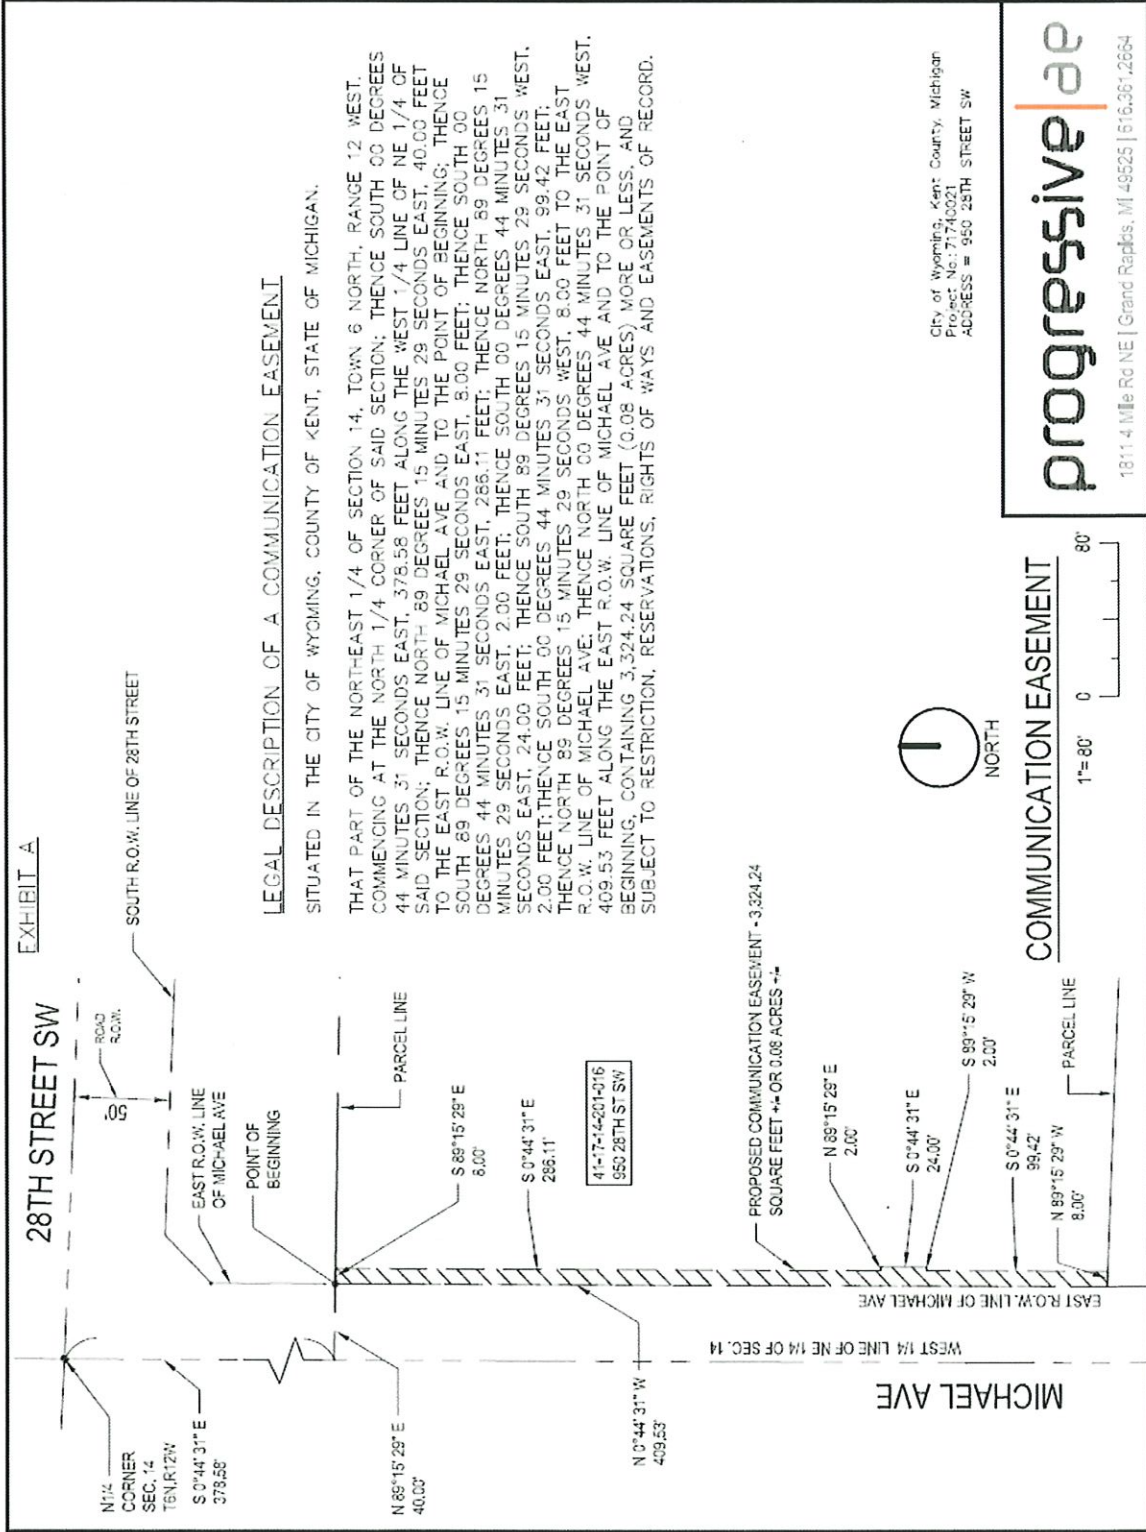 EXHIBIT A
28TH STREET SW
SOUTH R.O.W. LINE OF 28TH STREET
ROAD
R.O.W.
50'
N1/4
CORNER
SEC. 14
T6N,R12W
S 0°44'31" E
378.58'
EAST R.O.W. LINE
OF MICHAEL AVE
POINT OF
BEGINNING
PARCEL LINE
N 89°15'29" E
40.00'
S 89°15'29" E
8.00'
S 0°44'31" E
286.11'
41-17-14-201-016
950 28TH ST SW
N 0°44'31" W
409.53'
PROPOSED COMMUNICATION EASEMENT - 3,324.24
SQUARE FEET +/- OR 0.08 ACRES +/-
N 89°15'29" E
2.00'
S 0°44'31" E
24.00'
S 89°15'29" W
2.00'
S 0°44'31" E
99.42'
N 89°15'29" W
8.00'
PARCEL LINE
EAST R.O.W. LINE OF MICHAEL AVE
WEST 1/4 LINE OF NE 1/4 OF SEC. 14
MICHAEL AVE
LEGAL DESCRIPTION OF A COMMUNICATION EASEMENT
SITUATED IN THE CITY OF WYOMING, COUNTY OF KENT, STATE OF MICHIGAN.
THAT PART OF THE NORTHEAST 1/4 OF SECTION 14, TOWN 6 NORTH, RANGE 12 WEST.
COMMENCING AT THE NORTH 1/4 CORNER OF SAID SECTION; THENCE SOUTH 00 DEGREES
44 MINUTES 31 SECONDS EAST, 378.58 FEET ALONG THE WEST 1/4 LINE OF NE 1/4 OF
SAID SECTION; THENCE NORTH 89 DEGREES 15 MINUTES 29 SECONDS EAST, 40.00 FEET
TO THE EAST R.O.W. LINE OF MICHAEL AVE AND TO THE POINT OF BEGINNING; THENCE
SOUTH 89 DEGREES 15 MINUTES 29 SECONDS EAST, 8.00 FEET; THENCE SOUTH 00
DEGREES 44 MINUTES 31 SECONDS EAST, 286.11 FEET; THENCE NORTH 89 DEGREES 15
MINUTES 29 SECONDS EAST, 2.00 FEET; THENCE SOUTH 00 DEGREES 44 MINUTES 31
SECONDS EAST, 24.00 FEET; THENCE SOUTH 89 DEGREES 15 MINUTES 29 SECONDS WEST,
2.00 FEET;THENCE SOUTH 00 DEGREES 44 MINUTES 31 SECONDS EAST, 99.42 FEET;
THENCE NORTH 89 DEGREES 15 MINUTES 29 SECONDS WEST, 8.00 FEET TO THE EAST
R.O.W. LINE OF MICHAEL AVE; THENCE NORTH 00 DEGREES 44 MINUTES 31 SECONDS WEST,
409.53 FEET ALONG THE EAST R.O.W. LINE OF MICHAEL AVE AND TO THE POINT OF
BEGINNING, CONTAINING 3,324.24 SQUARE FEET (0.08 ACRES) MORE OR LESS, AND
SUBJECT TO RESTRICTION, RESERVATIONS, RIGHTS OF WAYS AND EASEMENTS OF RECORD.
NORTH
COMMUNICATION EASEMENT
1"= 80'
0
80'
City of Wyoming, Kent County, Michigan
Project No.: 71740021
ADDRESS = 950 28TH STREET SW
progressive|ae
1811 4 Mile Rd NE | Grand Rapids, MI 49525 | 616.361.2664